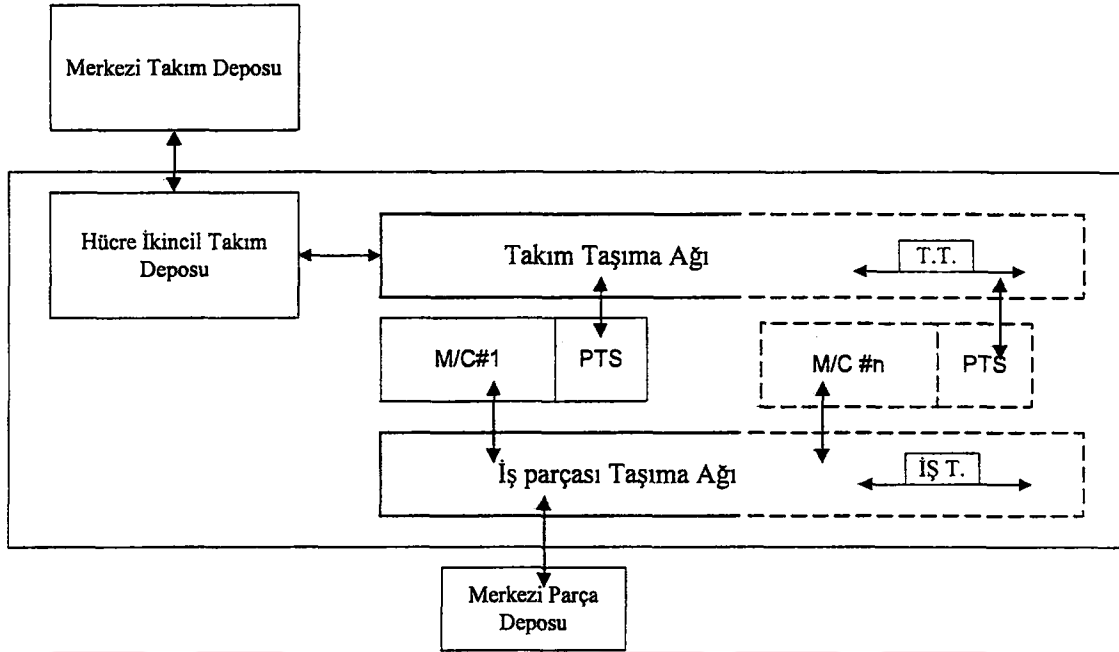 Merkezi Takım Deposu
Hücre İkincil Takım
Deposu
Takım Taşıma Ağı
T.T.
M/C#1
PTS
M/C #n
PTS
İş parçası Taşıma Ağı
İŞ T.
Merkezi Parça
Deposu